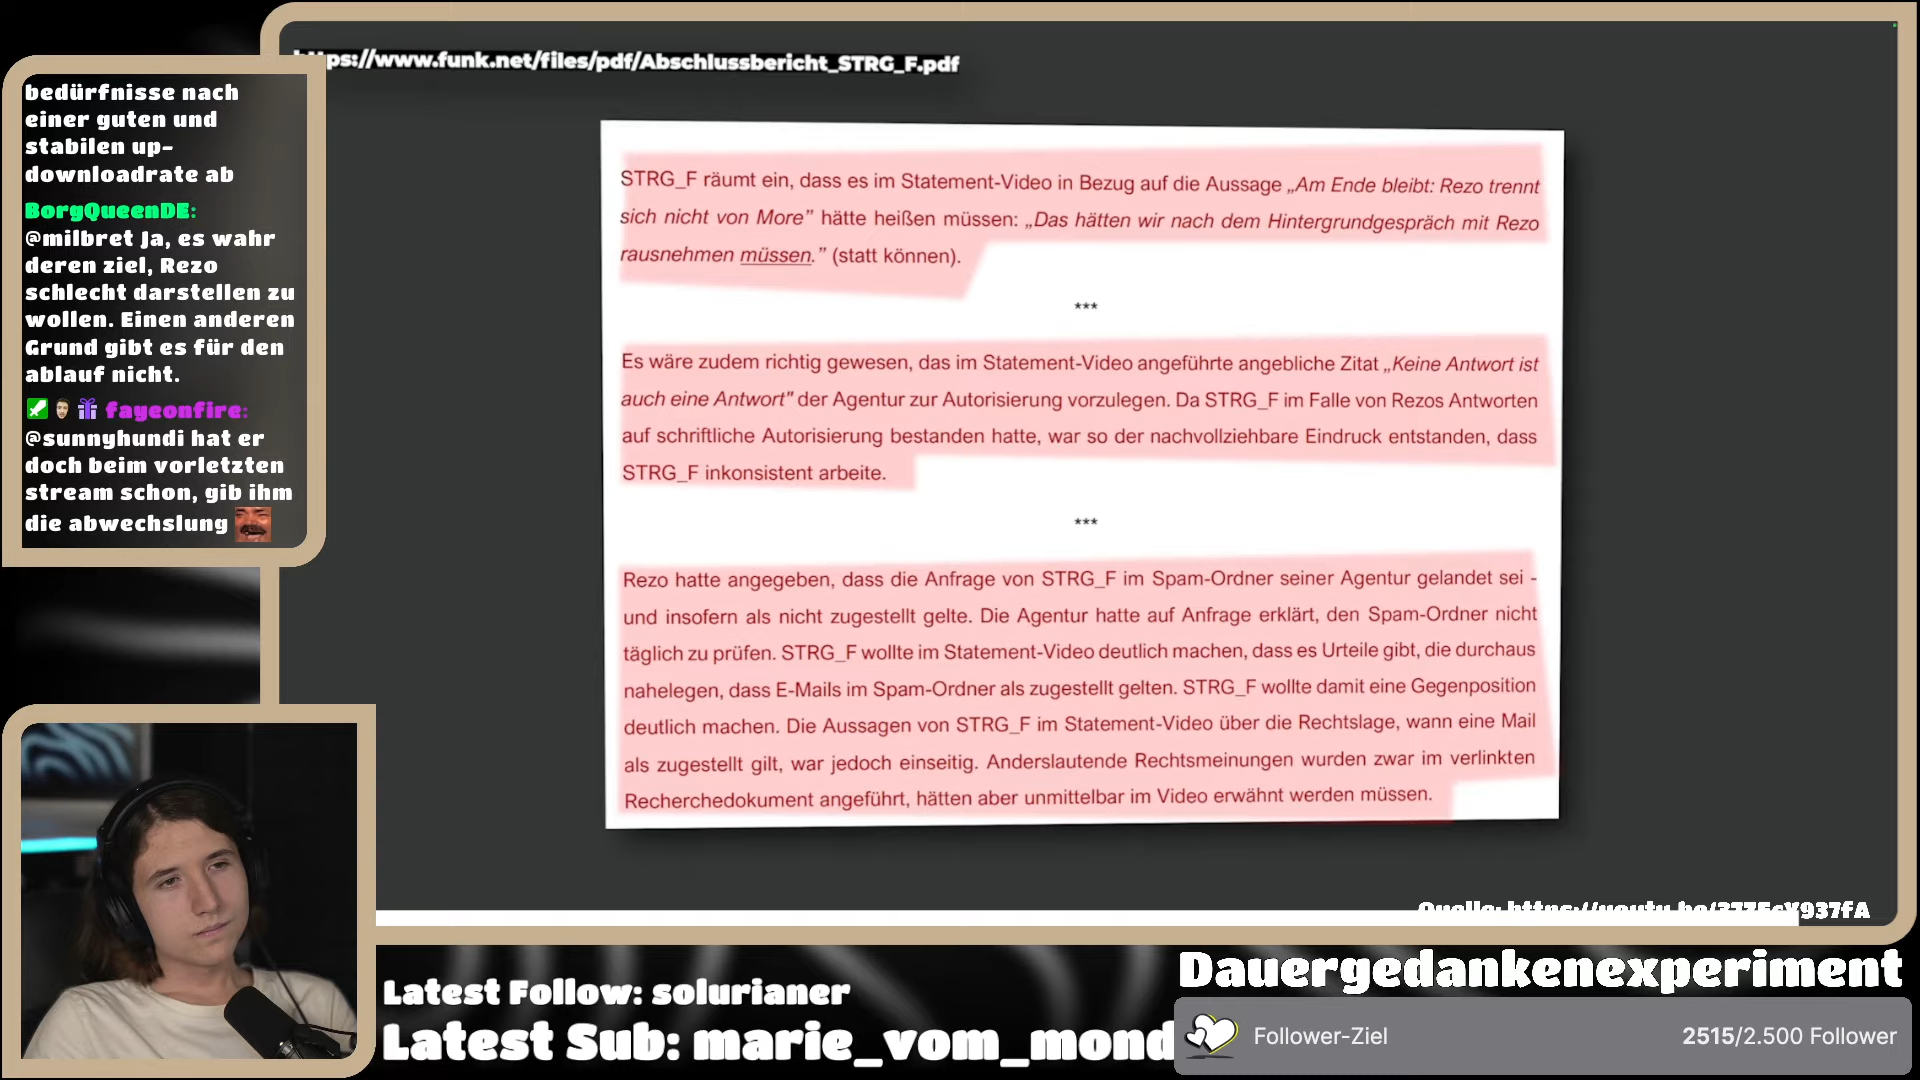 https://www.funk.net/files/pdf/Abschlussbericht_STRG_F.pdf
bedürfnisse nach
einer guten und
stabilen up-
downloadrate ab
BorgQueenDE:
@milbret Ja, es wahr
deren ziel, Rezo
schlecht darstellen zu
wollen. Einen anderen
Grund gibt es für den
ablauf nicht.
fayeonfire:
@sunnyhundi hat er
doch beim vorletzten
stream schon, gib ihm
die abwechslung
STRG_F räumt ein, dass es im Statement-Video in Bezug auf die Aussage „Am Ende bleibt: Rezo trennt
sich nicht von More” hätte heißen müssen: „Das hätten wir nach dem Hintergrundgespräch mit Rezo
rausnehmen müssen.” (statt können).
***
Es wäre zudem richtig gewesen, das im Statement-Video angeführte angebliche Zitat „Keine Antwort ist
auch eine Antwort" der Agentur zur Autorisierung vorzulegen. Da STRG_F im Falle von Rezos Antworten
auf schriftliche Autorisierung bestanden hatte, war so der nachvollziehbare Eindruck entstanden, dass
STRG_F inkonsistent arbeite.
***
Rezo hatte angegeben, dass die Anfrage von STRG_F im Spam-Ordner seiner Agentur gelandet sei -
und insofern als nicht zugestellt gelte. Die Agentur hatte auf Anfrage erklärt, den Spam-Ordner nicht
täglich zu prüfen. STRG_F wollte im Statement-Video deutlich machen, dass es Urteile gibt, die durchaus
nahelegen, dass E-Mails im Spam-Ordner als zugestellt gelten. STRG_F wollte damit eine Gegenposition
deutlich machen. Die Aussagen von STRG_F im Statement-Video über die Rechtslage, wann eine Mail
als zugestellt gilt, war jedoch einseitig. Anderslautende Rechtsmeinungen wurden zwar im verlinkten
Recherchedokument angeführt, hätten aber unmittelbar im Video erwähnt werden müssen.
Quelle:
Latest Follow: solurianer
Latest Sub: marie_vom_mond
Dauergedankenexperiment
Follower-Ziel
2515/2.500 Follower